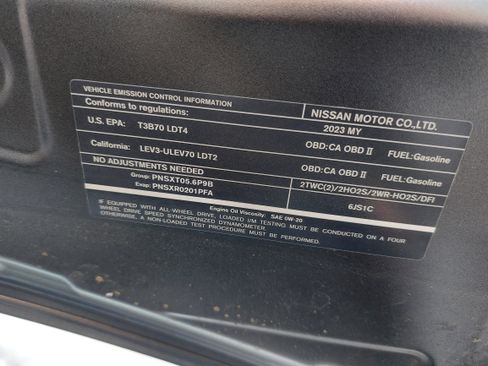 VEHICLE EMISSION CONTROL INFORMATION
Conforms to regulations:
NISSAN MOTOR CO.,LTD.
2023 MY
U.S. EPA: T3B70 LDT4
OBD:CA OBD II FUEL:Gasoline
California: LEV3-ULEV70 LDT2
OBD:CA OBD II FUEL:Gasoline
NO ADJUSTMENTS NEEDED
Group: PNSXT05.6P9B
2TWC(2)/2HO2S/2WR-HO2S/DFI
Evap: PNSXR0201PFA
6JS1C
Engine Oil Viscosity: SAE 0W-20
IF EQUIPPED WITH ALL-WHEEL DRIVE, LOADED I/M TESTING MUST BE CONDUCTED ON A FOUR
WHEEL DRIVE SPEED SYNCHRONIZED DYNAMOMETER.
OTHERWISE, A NON-LOADED TEST PROCEDURE MUST BE PERFORMED.